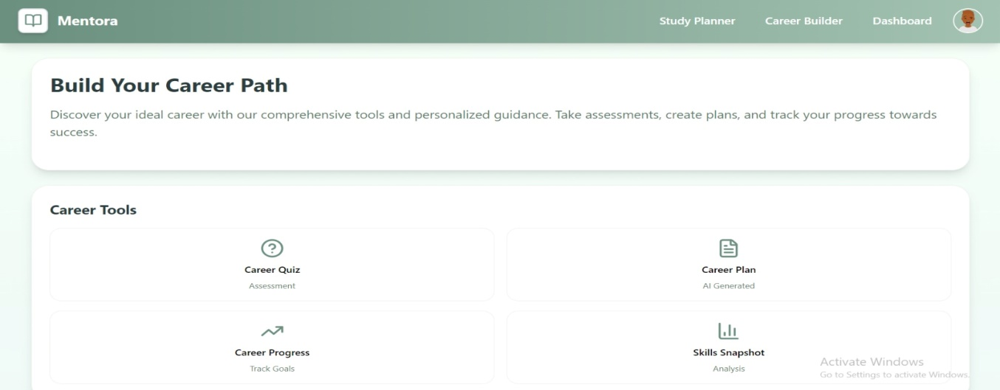 Mentora
Study Planner
Career Builder
Dashboard
Build Your Career Path
Discover your ideal career with our comprehensive tools and personalized guidance. Take assessments, create plans, and track your progress towards
success.
Career Tools
Career Quiz
Assessment
Career Plan
AI Generated
Career Progress
Track Goals
Skills Snapshot
Analysis
Activate Windows
Go to Settings to activate Windows.